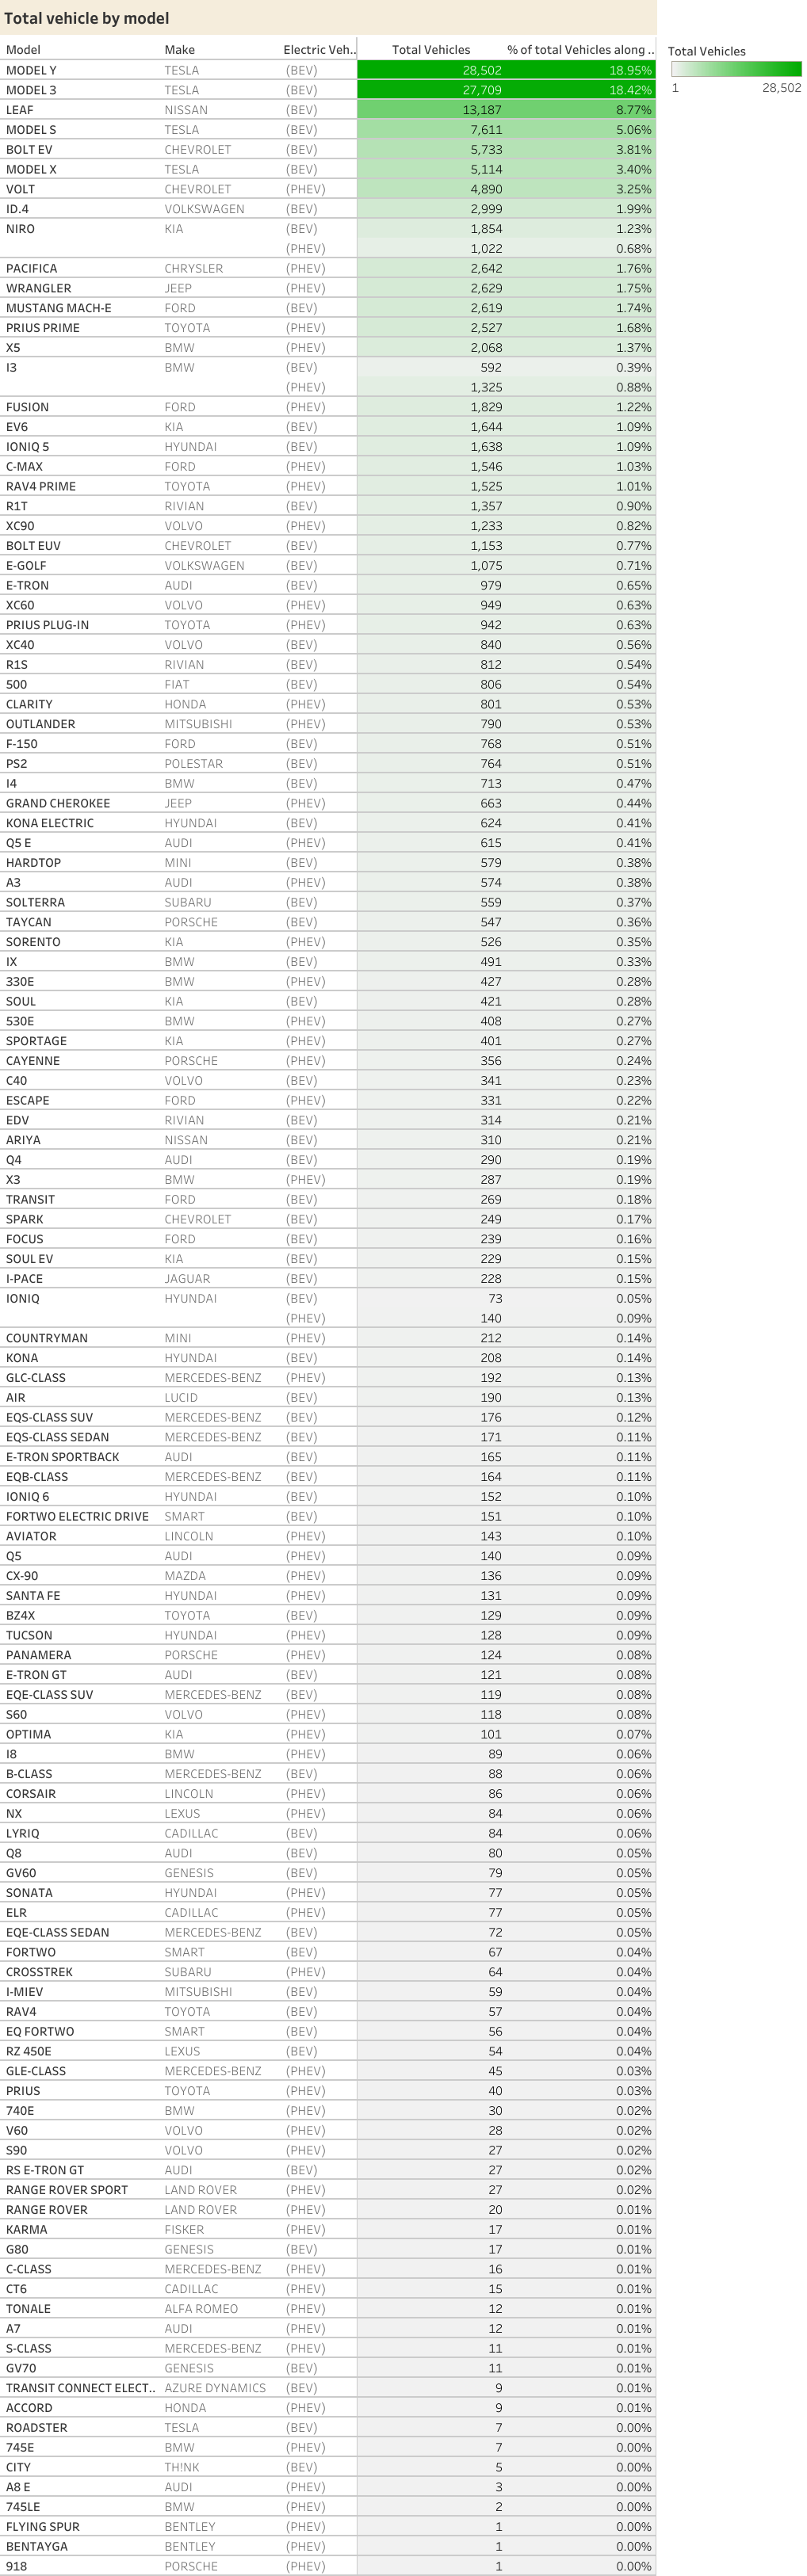 Total vehicle by model
Model Make Electric Veh.. Total Vehicles % of total Vehicles along ..
MODEL Y TESLA (BEV) 28,502 18.95%
MODEL 3 TESLA (BEV) 27,709 18.42%
LEAF NISSAN (BEV) 13,187 8.77%
MODEL S TESLA (BEV) 7,611 5.06%
BOLT EV CHEVROLET (BEV) 5,733 3.81%
MODEL X TESLA (BEV) 5,114 3.40%
VOLT CHEVROLET (PHEV) 4,890 3.25%
ID.4 VOLKSWAGEN (BEV) 2,999 1.99%
NIRO KIA (BEV) 1,854 1.23%
(PHEV) 1,022 0.68%
PACIFICA CHRYSLER (PHEV) 2,642 1.76%
WRANGLER JEEP (PHEV) 2,629 1.75%
MUSTANG MACH-E FORD (BEV) 2,619 1.74%
PRIUS PRIME TOYOTA (PHEV) 2,527 1.68%
X5 BMW (PHEV) 2,068 1.37%
I3 BMW (BEV) 592 0.39%
(PHEV) 1,325 0.88%
FUSION FORD (PHEV) 1,829 1.22%
EV6 KIA (BEV) 1,644 1.09%
IONIQ 5 HYUNDAI (BEV) 1,638 1.09%
C-MAX FORD (PHEV) 1,546 1.03%
RAV4 PRIME TOYOTA (PHEV) 1,525 1.01%
R1T RIVIAN (BEV) 1,357 0.90%
XC90 VOLVO (PHEV) 1,233 0.82%
BOLT EUV CHEVROLET (BEV) 1,153 0.77%
E-GOLF VOLKSWAGEN (BEV) 1,075 0.71%
E-TRON AUDI (BEV) 979 0.65%
XC60 VOLVO (PHEV) 949 0.63%
PRIUS PLUG-IN TOYOTA (PHEV) 942 0.63%
XC40 VOLVO (BEV) 840 0.56%
R1S RIVIAN (BEV) 812 0.54%
500 FIAT (BEV) 806 0.54%
CLARITY HONDA (PHEV) 801 0.53%
OUTLANDER MITSUBISHI (PHEV) 790 0.53%
F-150 FORD (BEV) 768 0.51%
PS2 POLESTAR (BEV) 764 0.51%
I4 BMW (BEV) 713 0.47%
GRAND CHEROKEE JEEP (PHEV) 663 0.44%
KONA ELECTRIC HYUNDAI (BEV) 624 0.41%
Q5 E AUDI (PHEV) 615 0.41%
HARDTOP MINI (BEV) 579 0.38%
A3 AUDI (PHEV) 574 0.38%
SOLTERRA SUBARU (BEV) 559 0.37%
TAYCAN PORSCHE (BEV) 547 0.36%
SORENTO KIA (PHEV) 526 0.35%
IX BMW (BEV) 491 0.33%
330E BMW (PHEV) 427 0.28%
SOUL KIA (BEV) 421 0.28%
530E BMW (PHEV) 408 0.27%
SPORTAGE KIA (PHEV) 401 0.27%
CAYENNE PORSCHE (PHEV) 356 0.24%
C40 VOLVO (BEV) 341 0.23%
ESCAPE FORD (PHEV) 331 0.22%
EDV RIVIAN (BEV) 314 0.21%
ARIYA NISSAN (BEV) 310 0.21%
Q4 AUDI (BEV) 290 0.19%
X3 BMW (PHEV) 287 0.19%
TRANSIT FORD (BEV) 269 0.18%
SPARK CHEVROLET (BEV) 249 0.17%
FOCUS FORD (BEV) 239 0.16%
SOUL EV KIA (BEV) 229 0.15%
I-PACE JAGUAR (BEV) 228 0.15%
IONIQ HYUNDAI (BEV) 73 0.05%
(PHEV) 140 0.09%
COUNTRYMAN MINI (PHEV) 212 0.14%
KONA HYUNDAI (BEV) 208 0.14%
GLC-CLASS MERCEDES-BENZ (PHEV) 192 0.13%
AIR LUCID (BEV) 190 0.13%
EQS-CLASS SUV MERCEDES-BENZ (BEV) 176 0.12%
EQS-CLASS SEDAN MERCEDES-BENZ (BEV) 171 0.11%
E-TRON SPORTBACK AUDI (BEV) 165 0.11%
EQB-CLASS MERCEDES-BENZ (BEV) 164 0.11%
IONIQ 6 HYUNDAI (BEV) 152 0.10%
FORTWO ELECTRIC DRIVE SMART (BEV) 151 0.10%
AVIATOR LINCOLN (PHEV) 143 0.10%
Q5 AUDI (PHEV) 140 0.09%
CX-90 MAZDA (PHEV) 136 0.09%
SANTA FE HYUNDAI (PHEV) 131 0.09%
BZ4X TOYOTA (BEV) 129 0.09%
TUCSON HYUNDAI (PHEV) 128 0.09%
PANAMERA PORSCHE (PHEV) 124 0.08%
E-TRON GT AUDI (BEV) 121 0.08%
EQE-CLASS SUV MERCEDES-BENZ (BEV) 119 0.08%
S60 VOLVO (PHEV) 118 0.08%
OPTIMA KIA (PHEV) 101 0.07%
I8 BMW (PHEV) 89 0.06%
B-CLASS MERCEDES-BENZ (BEV) 88 0.06%
CORSAIR LINCOLN (PHEV) 86 0.06%
NX LEXUS (PHEV) 84 0.06%
LYRIQ CADILLAC (BEV) 84 0.06%
Q8 AUDI (BEV) 80 0.05%
GV60 GENESIS (BEV) 79 0.05%
SONATA HYUNDAI (PHEV) 77 0.05%
ELR CADILLAC (PHEV) 77 0.05%
EQE-CLASS SEDAN MERCEDES-BENZ (BEV) 72 0.05%
FORTWO SMART (BEV) 67 0.04%
CROSSTREK SUBARU (PHEV) 64 0.04%
I-MIEV MITSUBISHI (BEV) 59 0.04%
RAV4 TOYOTA (BEV) 57 0.04%
EQ FORTWO SMART (BEV) 56 0.04%
RZ 450E LEXUS (BEV) 54 0.04%
GLE-CLASS MERCEDES-BENZ (PHEV) 45 0.03%
PRIUS TOYOTA (PHEV) 40 0.03%
740E BMW (PHEV) 30 0.02%
V60 VOLVO (PHEV) 28 0.02%
S90 VOLVO (PHEV) 27 0.02%
RS E-TRON GT AUDI (BEV) 27 0.02%
RANGE ROVER SPORT LAND ROVER (PHEV) 27 0.02%
RANGE ROVER LAND ROVER (PHEV) 20 0.01%
KARMA FISKER (PHEV) 17 0.01%
G80 GENESIS (BEV) 17 0.01%
C-CLASS MERCEDES-BENZ (PHEV) 16 0.01%
CT6 CADILLAC (PHEV) 15 0.01%
TONALE ALFA ROMEO (PHEV) 12 0.01%
A7 AUDI (PHEV) 12 0.01%
S-CLASS MERCEDES-BENZ (PHEV) 11 0.01%
GV70 GENESIS (BEV) 11 0.01%
TRANSIT CONNECT ELECT.. AZURE DYNAMICS (BEV) 9 0.01%
ACCORD HONDA (PHEV) 9 0.01%
ROADSTER TESLA (BEV) 7 0.00%
745E BMW (PHEV) 7 0.00%
CITY TH!NK (BEV) 5 0.00%
A8 E AUDI (PHEV) 3 0.00%
745LE BMW (PHEV) 2 0.00%
FLYING SPUR BENTLEY (PHEV) 1 0.00%
BENTAYGA BENTLEY (PHEV) 1 0.00%
918 PORSCHE (PHEV) 1 0.00%
Total Vehicles
1 28,502